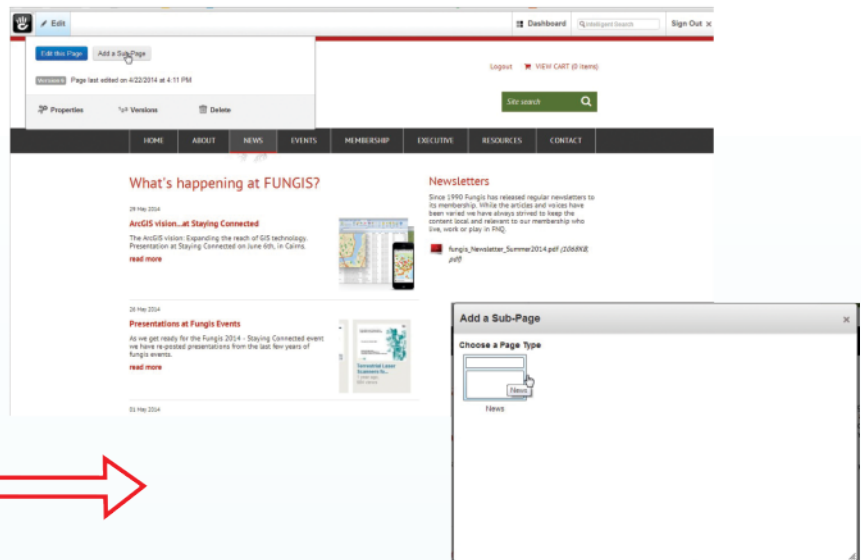 Edit
Dashboard
Intelligent Search
Sign Out ×
Edit this Page
Add a Sub-Page
Page last edited on 4/22/2014 at 4:11 PM
Properties
Versions
Delete
Logout
VIEW CART (0 items)
Site search
HOME
ABOUT
NEWS
EVENTS
MEMBERSHIP
EXECUTIVE
RESOURCES
CONTACT
What's happening at FUNGIS?
29 May 2014
ArcGIS vision...at Staying Connected
The ArcGIS vision: Expanding the reach of GIS technology.
Presentation at Staying Connected on June 6th, in Cairns.
read more
28 May 2014
Presentations at Fungis Events
As we get ready for the Fungis 2014 - Staying Connected event
we have re-posted presentations from the last few years of
fungis events.
read more
Terrestrial Laser
Scanners
01 May 2014
Newsletters
Since 1990 Fungis has released regular newsletters to
its membership. While the articles and voices have
been varied we have always strived to keep the
content local and relevant to our membership who
live, work or play in FNQ.
fungis_Newsletter_Summer2014.pdf (1068KB,
pdf)
Add a Sub-Page
×
Choose a Page Type
News
News